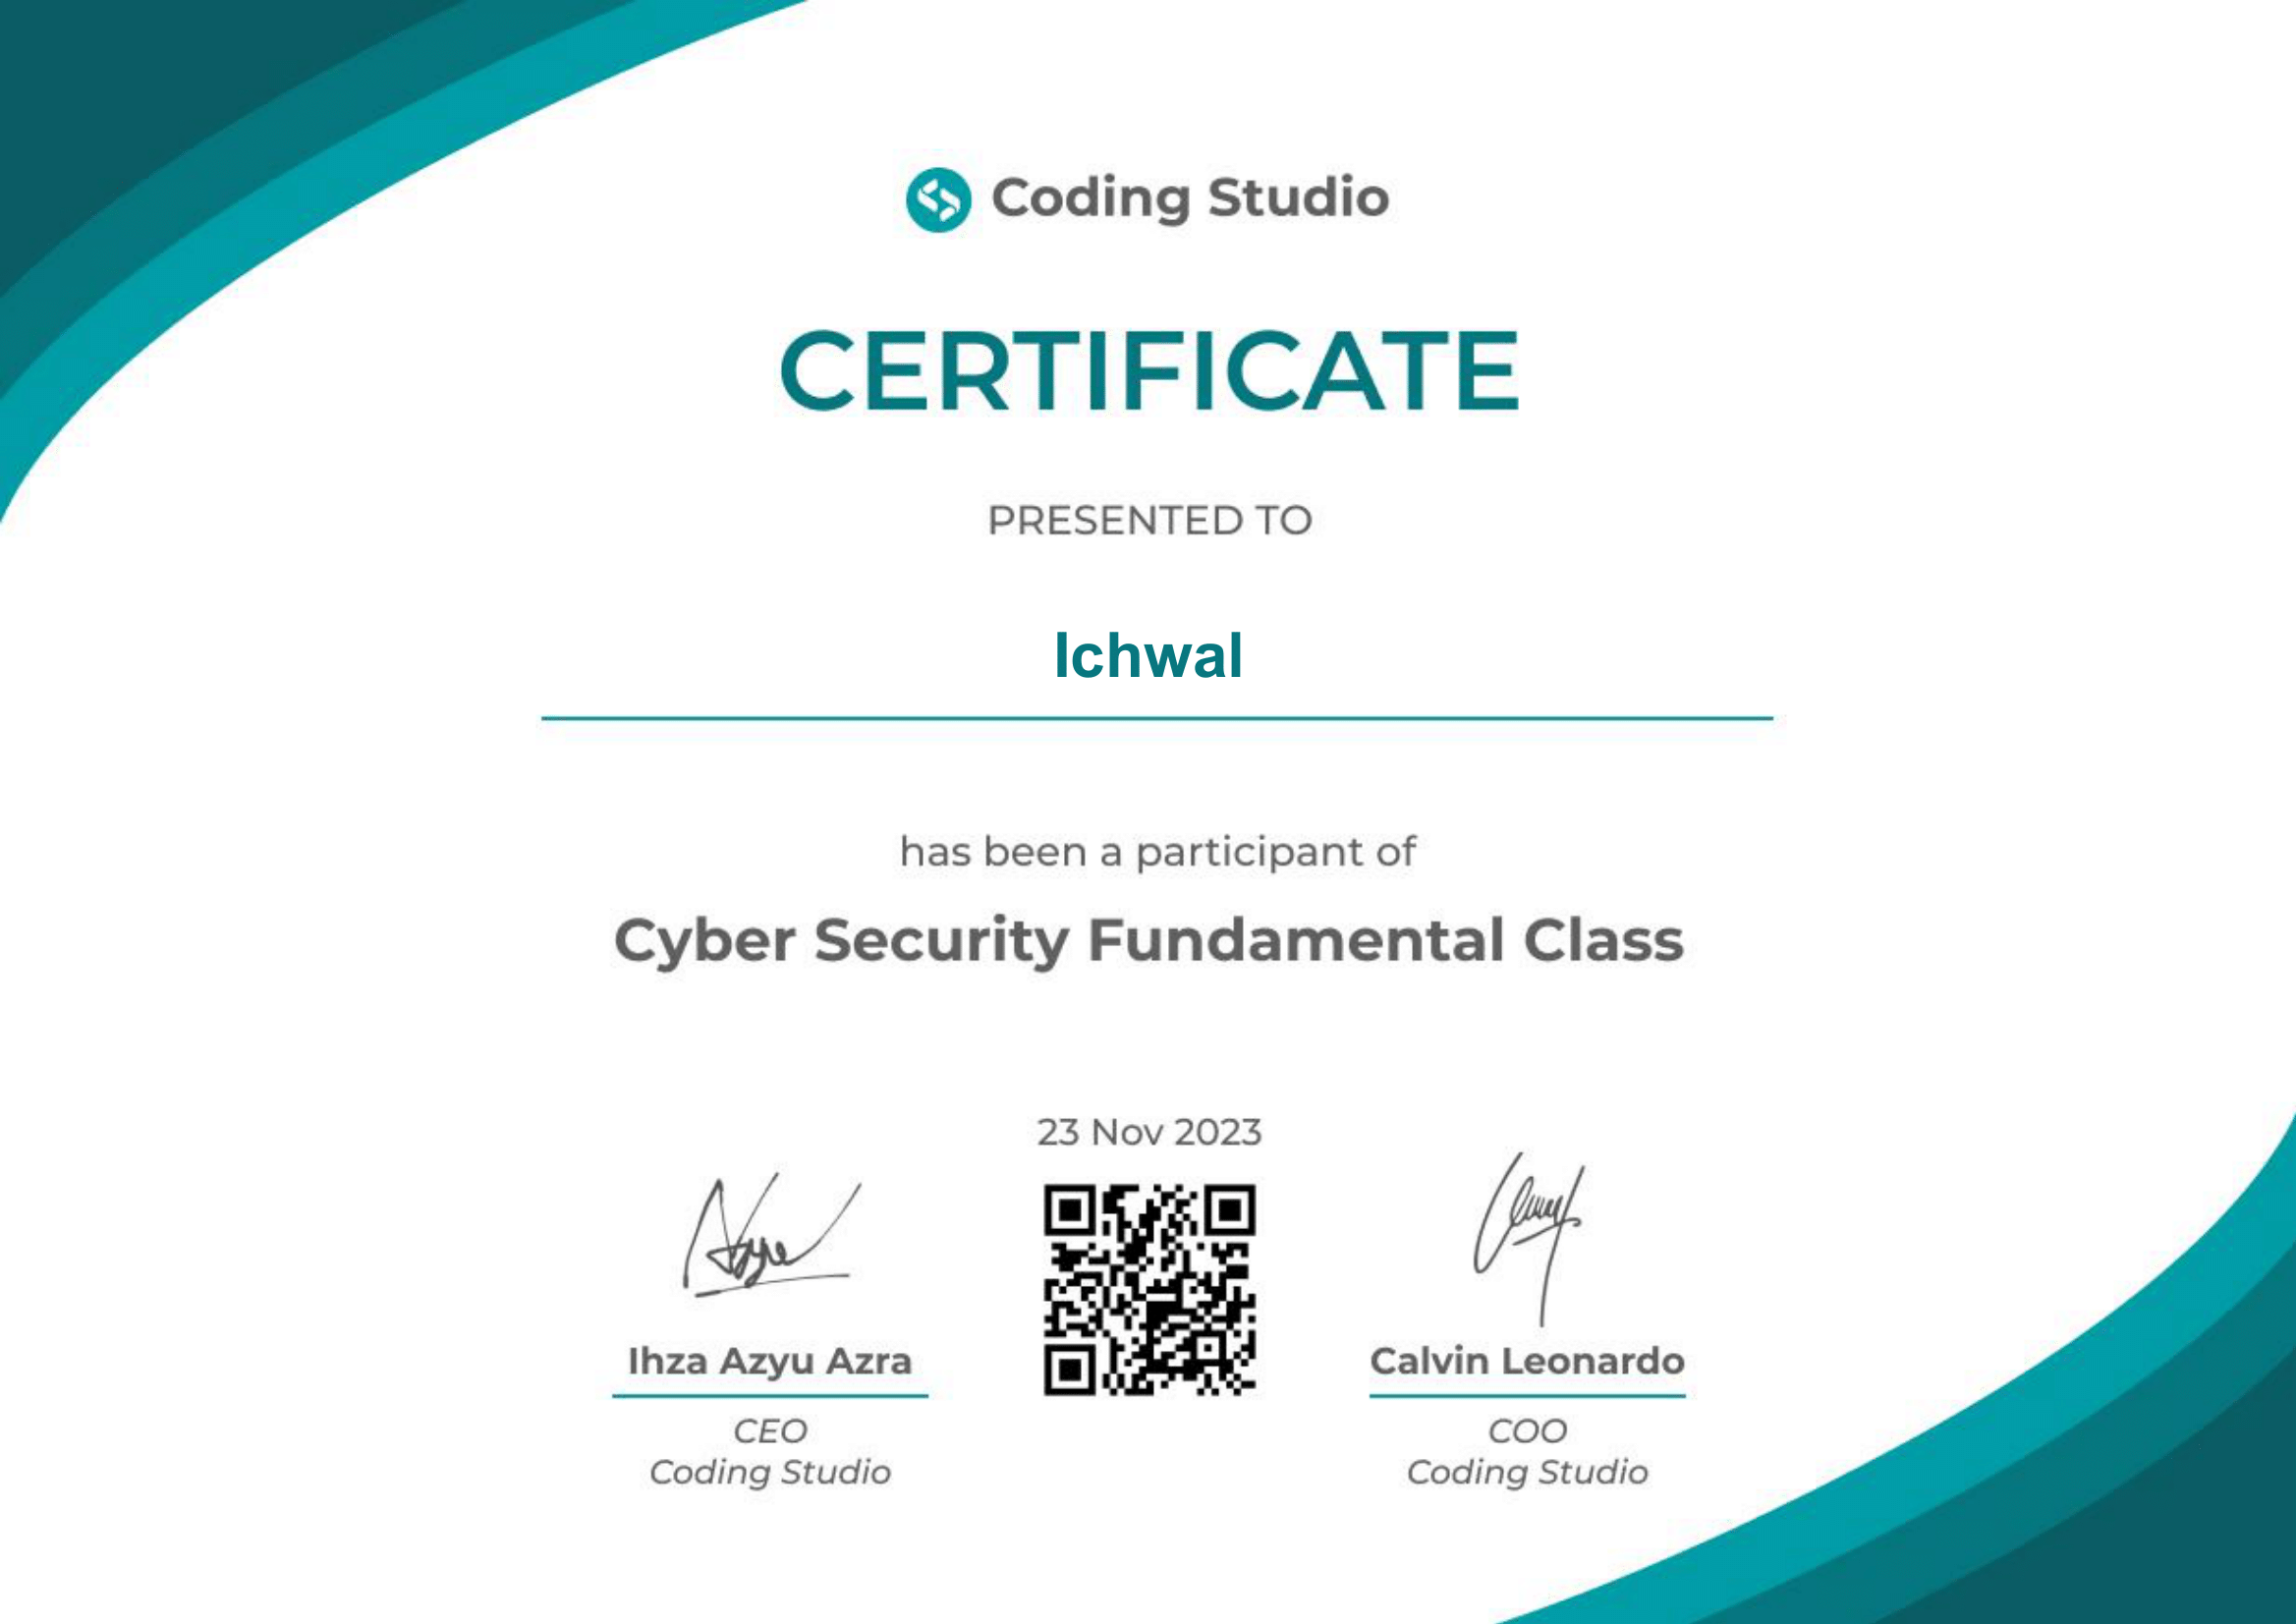 Coding Studio
CERTIFICATE
PRESENTED TO
Ichwal
has been a participant of
Cyber Security Fundamental Class
23 Nov 2023
Ihza Azyu Azra
CEO
Coding Studio
Calvin Leonardo
COO
Coding Studio